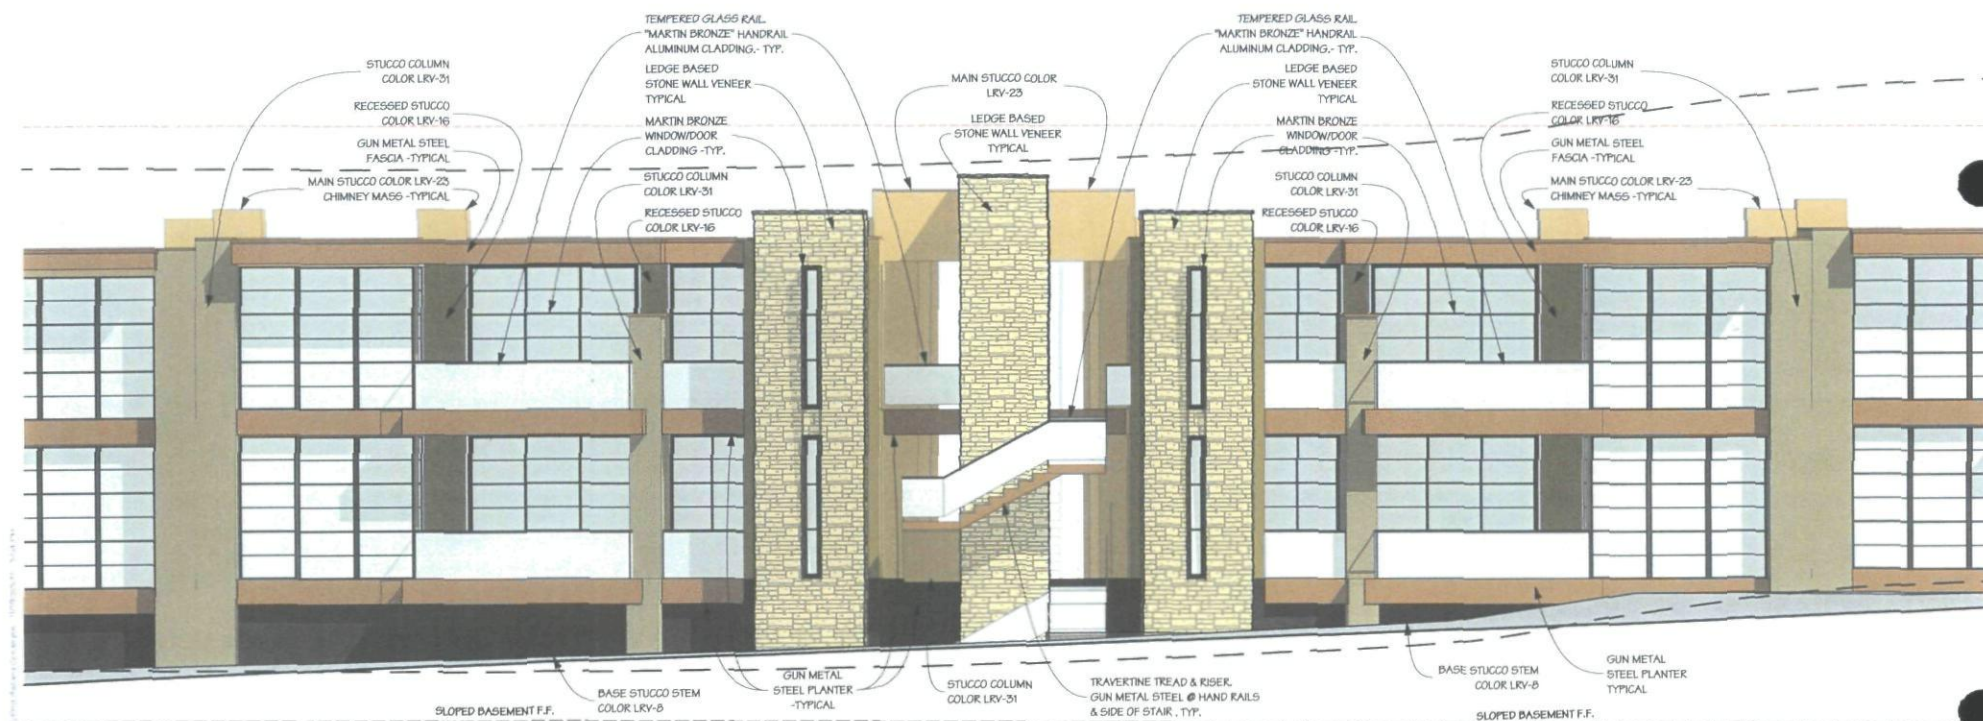 STUCCO COLUMN
COLOR LRV-31
RECESSED STUCCO
COLOR LRV-16
GUN METAL STEEL
FASCIA -TYPICAL
MAIN STUCCO COLOR LRV-23
CHIMNEY MASS -TYPICAL
TEMPERED GLASS RAIL
"MARTIN BRONZE" HANDRAIL
ALUMINUM CLADDING.- TYP.
LEDGE BASED
STONE WALL VENEER
TYPICAL
MARTIN BRONZE
WINDOW/DOOR
CLADDING -TYP.
STUCCO COLUMN
COLOR LRV-31
RECESSED STUCCO
COLOR LRV-16
MAIN STUCCO COLOR
LRV-23
LEDGE BASED
STONE WALL VENEER
TYPICAL
TEMPERED GLASS RAIL
"MARTIN BRONZE" HANDRAIL
ALUMINUM CLADDING.- TYP.
LEDGE BASED
STONE WALL VENEER
TYPICAL
MARTIN BRONZE
WINDOW/DOOR
CLADDING -TYP.
STUCCO COLUMN
COLOR LRV-31
RECESSED STUCCO
COLOR LRV-16
STUCCO COLUMN
COLOR LRV-31
RECESSED STUCCO
COLOR LRV-16
GUN METAL STEEL
FASCIA -TYPICAL
MAIN STUCCO COLOR LRV-23
CHIMNEY MASS -TYPICAL
SLOPED BASEMENT F.F.
BASE STUCCO STEM
COLOR LRV-8
GUN METAL
STEEL PLANTER
-TYPICAL
STUCCO COLUMN
COLOR LRV-31
TRAVERTINE TREAD & RISER
GUN METAL STEEL @ HAND RAILS
& SIDE OF STAIR , TYP.
BASE STUCCO STEM
COLOR LRV-8
GUN METAL
STEEL PLANTER
TYPICAL
SLOPED BASEMENT F.F.